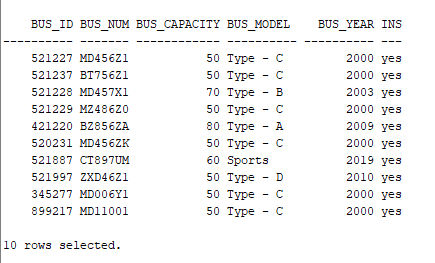 BUS_ID BUS_NUM BUS_CAPACITY BUS_MODEL BUS_YEAR INS
---------- ------- ------------ ---------- ---------- ---
521227 MD456Z1 50 Type - C 2000 yes
521237 BT756Z1 50 Type - C 2000 yes
521228 MD457X1 70 Type - B 2003 yes
521229 MZ486Z0 50 Type - C 2000 yes
421220 BZ856ZA 80 Type - A 2009 yes
520231 MD456ZK 50 Type - C 2000 yes
521887 CT897UM 60 Sports 2019 yes
521997 ZXD46Z1 50 Type - D 2010 yes
345277 MD006Y1 50 Type - C 2000 yes
899217 MD11001 50 Type - C 2000 yes
10 rows selected.